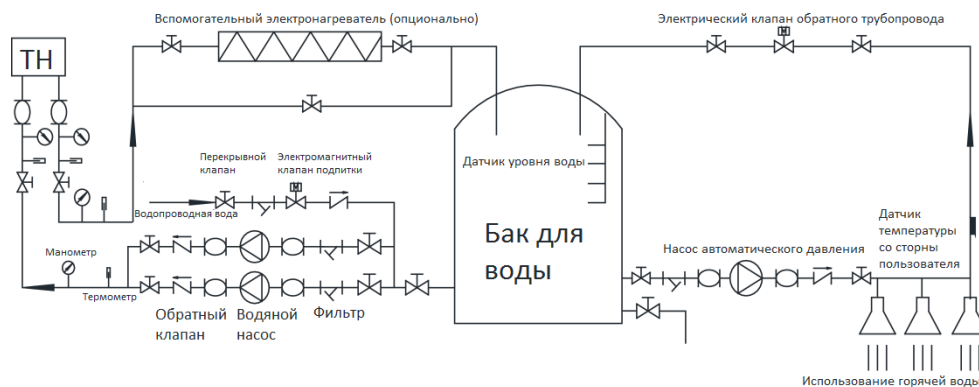 Вспомогательный электронагреватель (опционально)
Электрический клапан обратного трубопровода
ТН
Датчик уровня воды
Перекрывной
клапан
Электромагнитый
клапан подпитки
Водопроводная вода
Бак для
воды
Манометр
Термометр
Обратный
клапан
Водяной
насос
Фильтр
Насос автоматического давления
Датчик
температуры
со сторны
пользователя
Использование горячей воды